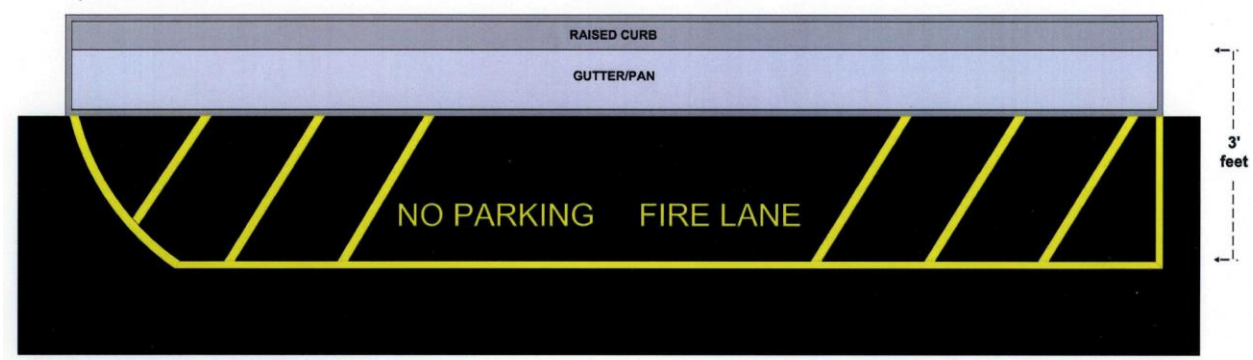 RAISED CURB
GUTTER/PAN
3'
feet
NO PARKING FIRE LANE